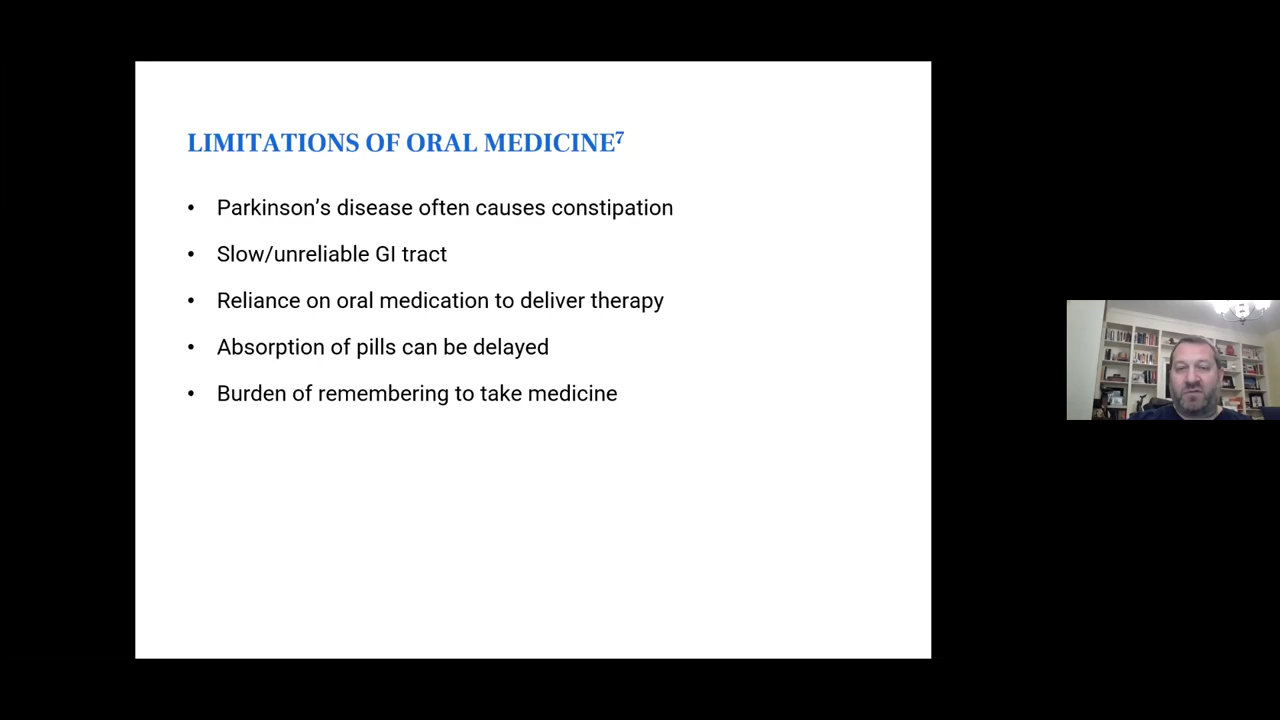 LIMITATIONS OF ORAL MEDICINE⁷
• Parkinson’s disease often causes constipation
• Slow/unreliable GI tract
• Reliance on oral medication to deliver therapy
• Absorption of pills can be delayed
• Burden of remembering to take medicine